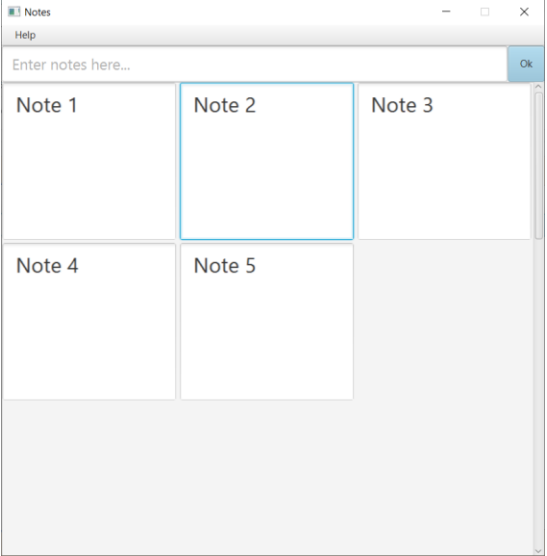 Notes
Help
Enter notes here...
Ok
Note 1
Note 2
Note 3
Note 4
Note 5